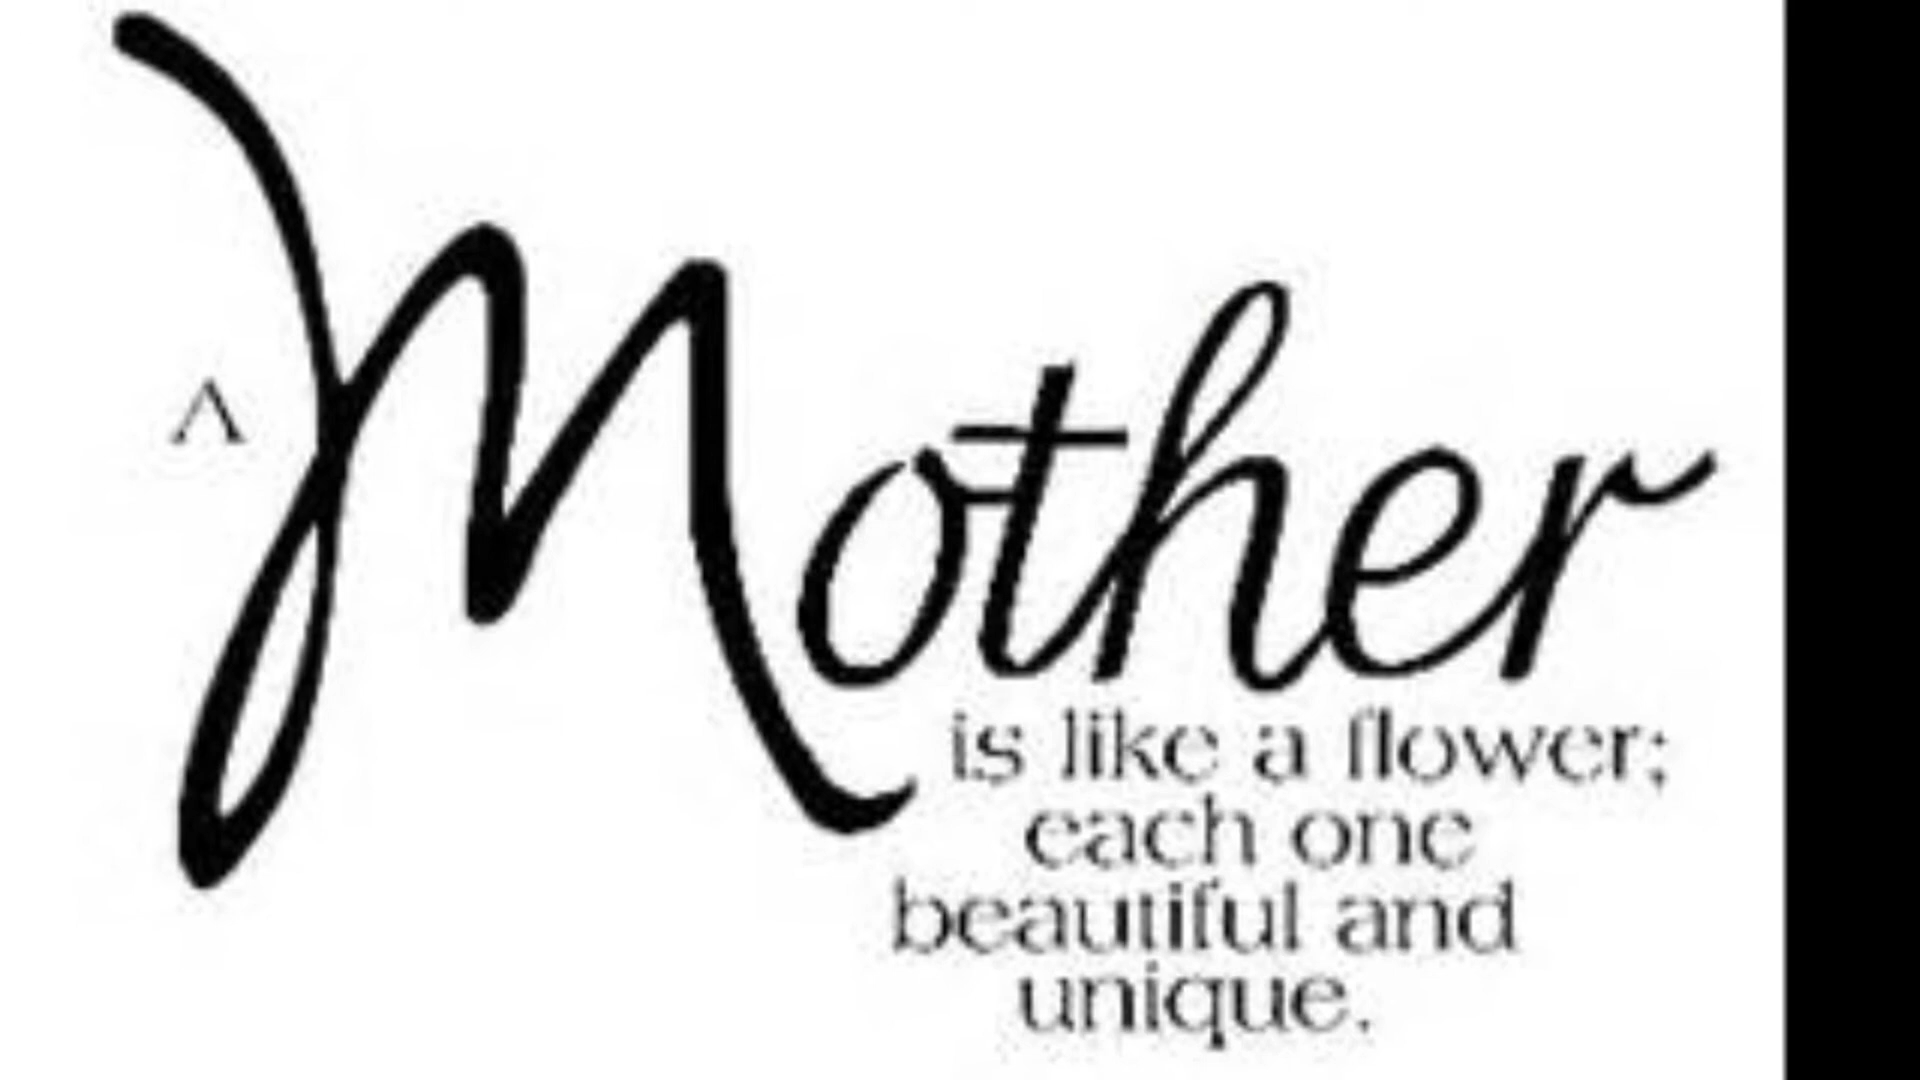 A Mother
is like a flower;
each one
beautiful and
unique.